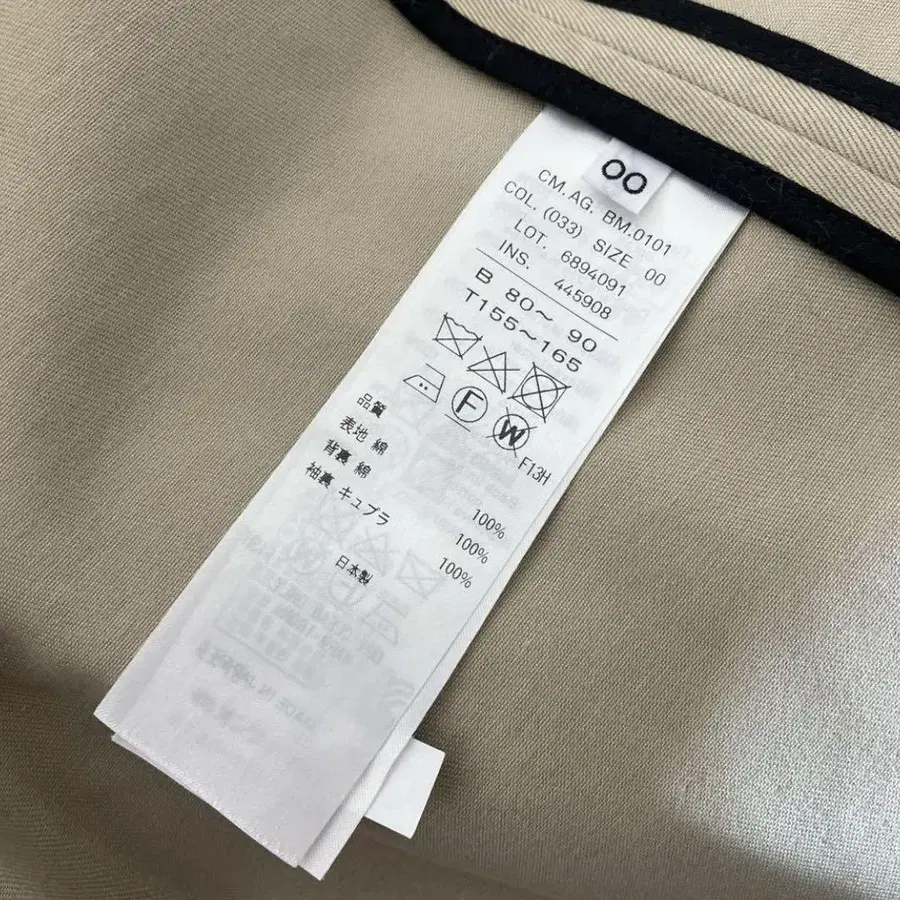 00
CM. AG. BM.0101
COL. (033) SIZE 00
LOT. 6894091
INS. 445908
B 80〜 90
T155〜165
F W
F13H
品質
表地 綿 100%
背裏 綿 100%
袖裏 キュプラ 100%
日本製